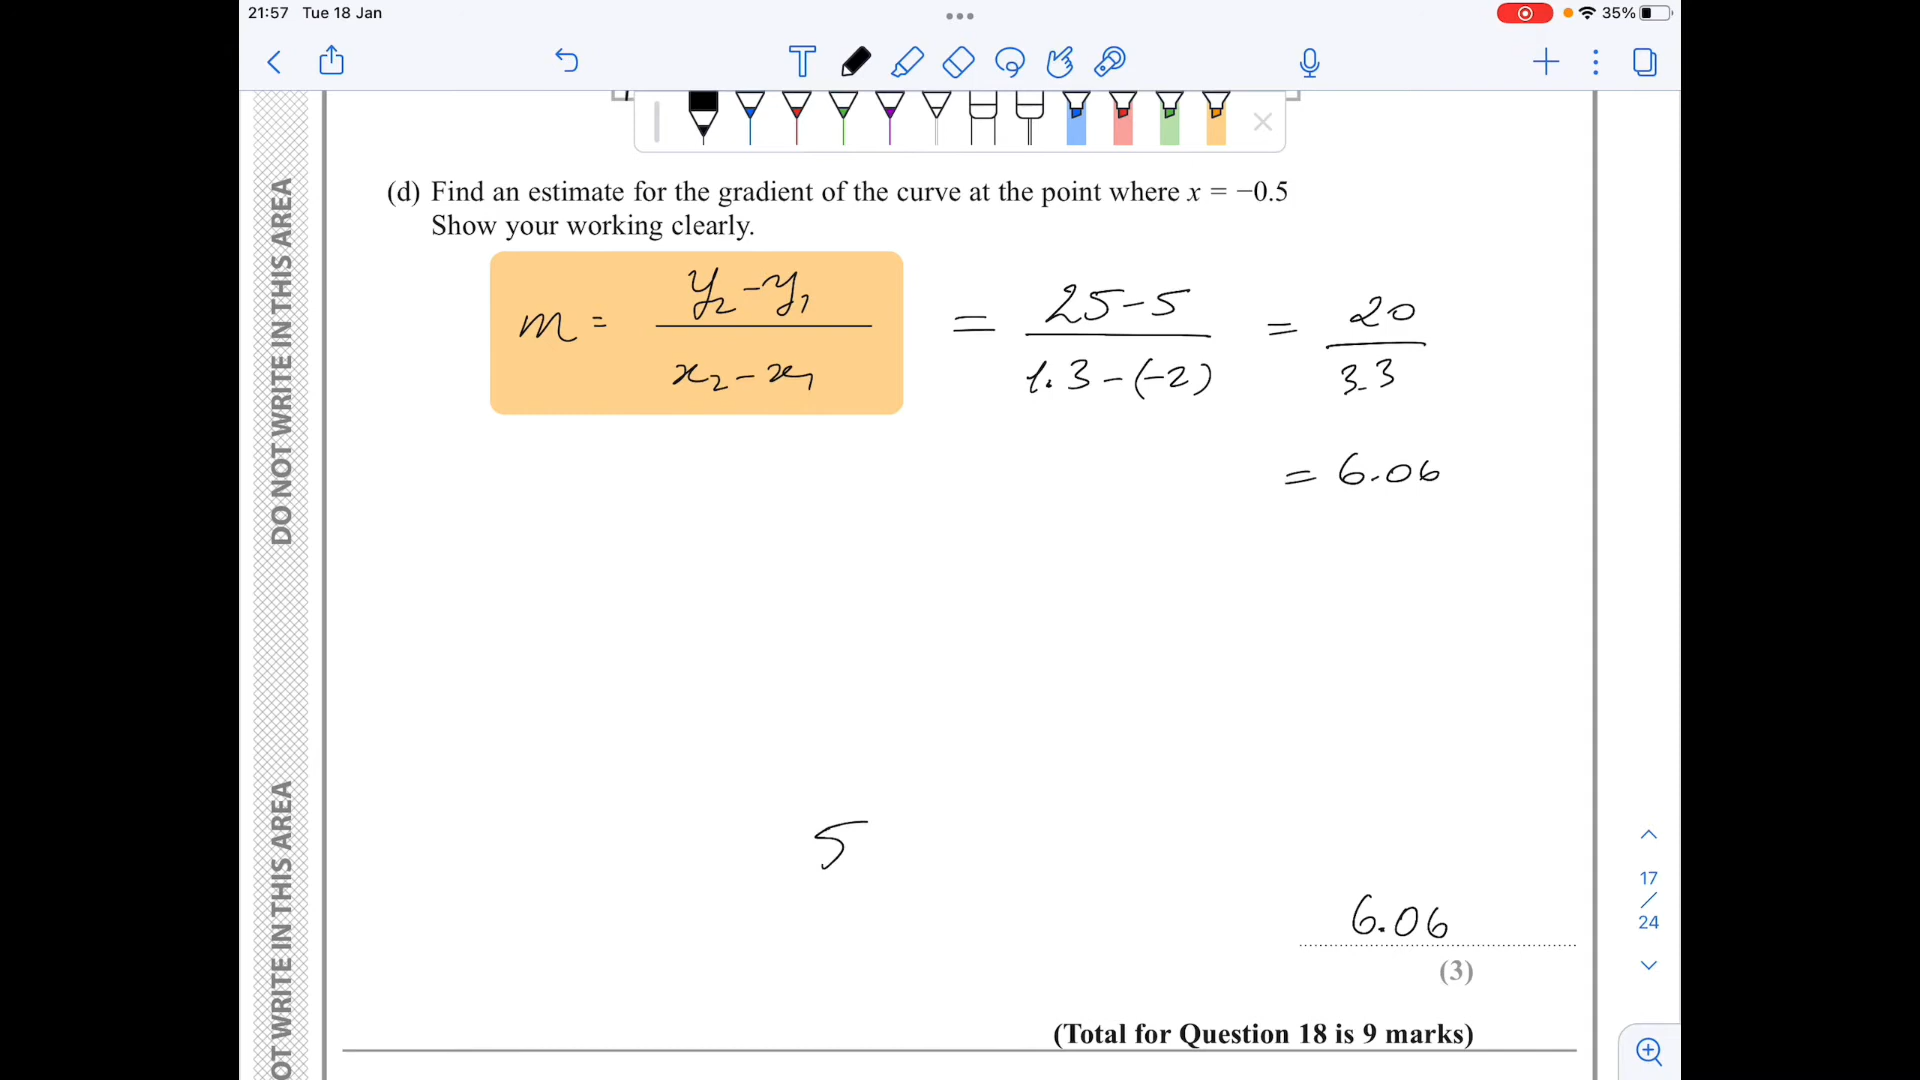 21:57 Tue 18 Jan
35%
T
(d) Find an estimate for the gradient of the curve at the point where x = −0.5
Show your working clearly.
m = y₂ − y₁ / x₂ − x₁ = 25 − 5 / 1.3 − (−2) = 20 / 3.3
= 6.06
5
6.06
(3)
(Total for Question 18 is 9 marks)
DO NOT WRITE IN THIS AREA
OT WRITE IN THIS AREA
17
/
24